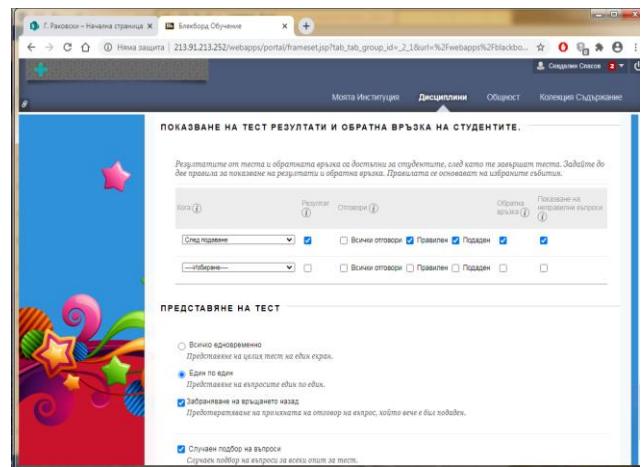 Г. Раковски – Начална страница
Блекборд Обучение
Няма защита | 213.91.213.252/webapps/portal/frameset.jsp?tab_tab_group_id=_2_1&url=%2Fwebapps%2Fblackbo...
Свидалин Спасов 2
Моята Институция Дисциплини Общност Колекция Съдържание
ПОКАЗВАНЕ НА ТЕСТ РЕЗУЛТАТИ И ОБРАТНА ВРЪЗКА НА СТУДЕНТИТЕ.
Резултатите от теста и обратната връзка са достъпни за студентите, след като те завършат теста. Задайте до
две правила за показване на резултати и обратна връзка. Правилата се основават на избраните събития.
Кога Резултат Отговори Обратна връзка Показване на неправилни въпроси
След подаване Всички отговори Правилен Подаден
----Избиране---- Всички отговори Правилен Подаден
ПРЕДСТАВЯНЕ НА ТЕСТ
Всичко едновременно
Представяне на целия тест на един екран.
Един по един
Представяне на въпросите един по един.
Забраняване на връщането назад
Предотвратяване на промяната на отговор на въпрос, който вече е бил подаден.
Случаен подбор на въпроси
Случаен подбор на въпроси за всеки опит за тест.